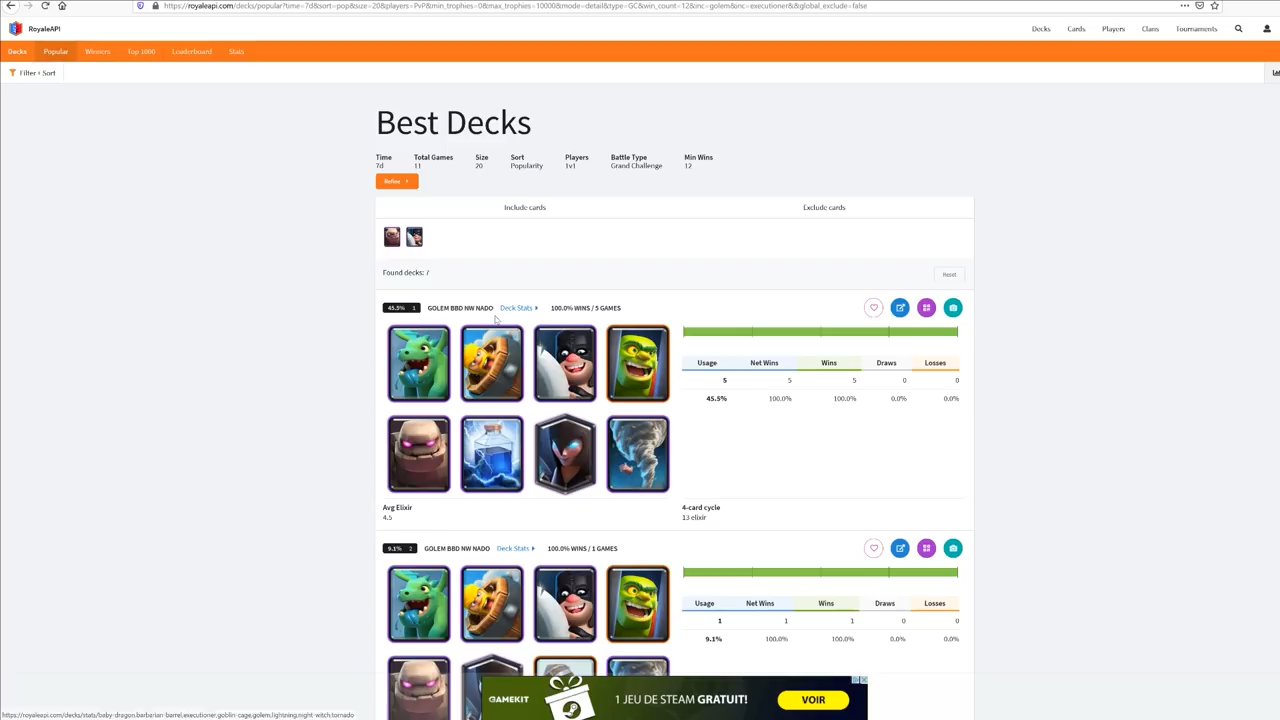 https://royaleapi.com/decks/popular?time=7d&sort=pop&size=20&players=PvP&min_trophies=0&max_trophies=10000&mode=detail&type=GC&win_count=12&inc=golem&inc=executioner&&global_exclude=false
RoyaleAPI
Decks Cards Players Clans Tournaments
Decks Popular Winners Top 1000 Leaderboard Stats
Filter + Sort
Best Decks
Time Total Games Size Sort Players Battle Type Min Wins
7d 11 20 Popularity 1v1 Grand Challenge 12
Refine
Include cards Exclude cards
Found decks: 7 Reset
45.5% 1 GOLEM BBD NW NADO Deck Stats 100.0% WINS / 5 GAMES
Usage Net Wins Wins Draws Losses
5 5 5 0 0
45.5% 100.0% 100.0% 0.0% 0.0%
Avg Elixir 4-card cycle
4.5 13 elixir
9.1% 2 GOLEM BBD NW NADO Deck Stats 100.0% WINS / 1 GAMES
Usage Net Wins Wins Draws Losses
1 1 1 0 0
9.1% 100.0% 100.0% 0.0% 0.0%
GAMEKIT 1 JEU DE STEAM GRATUIT! VOIR
https://royaleapi.com/decks/stats/baby-dragon,barbarian-barrel,executioner,goblin-cage,golem,lightning,night-witch,tornado